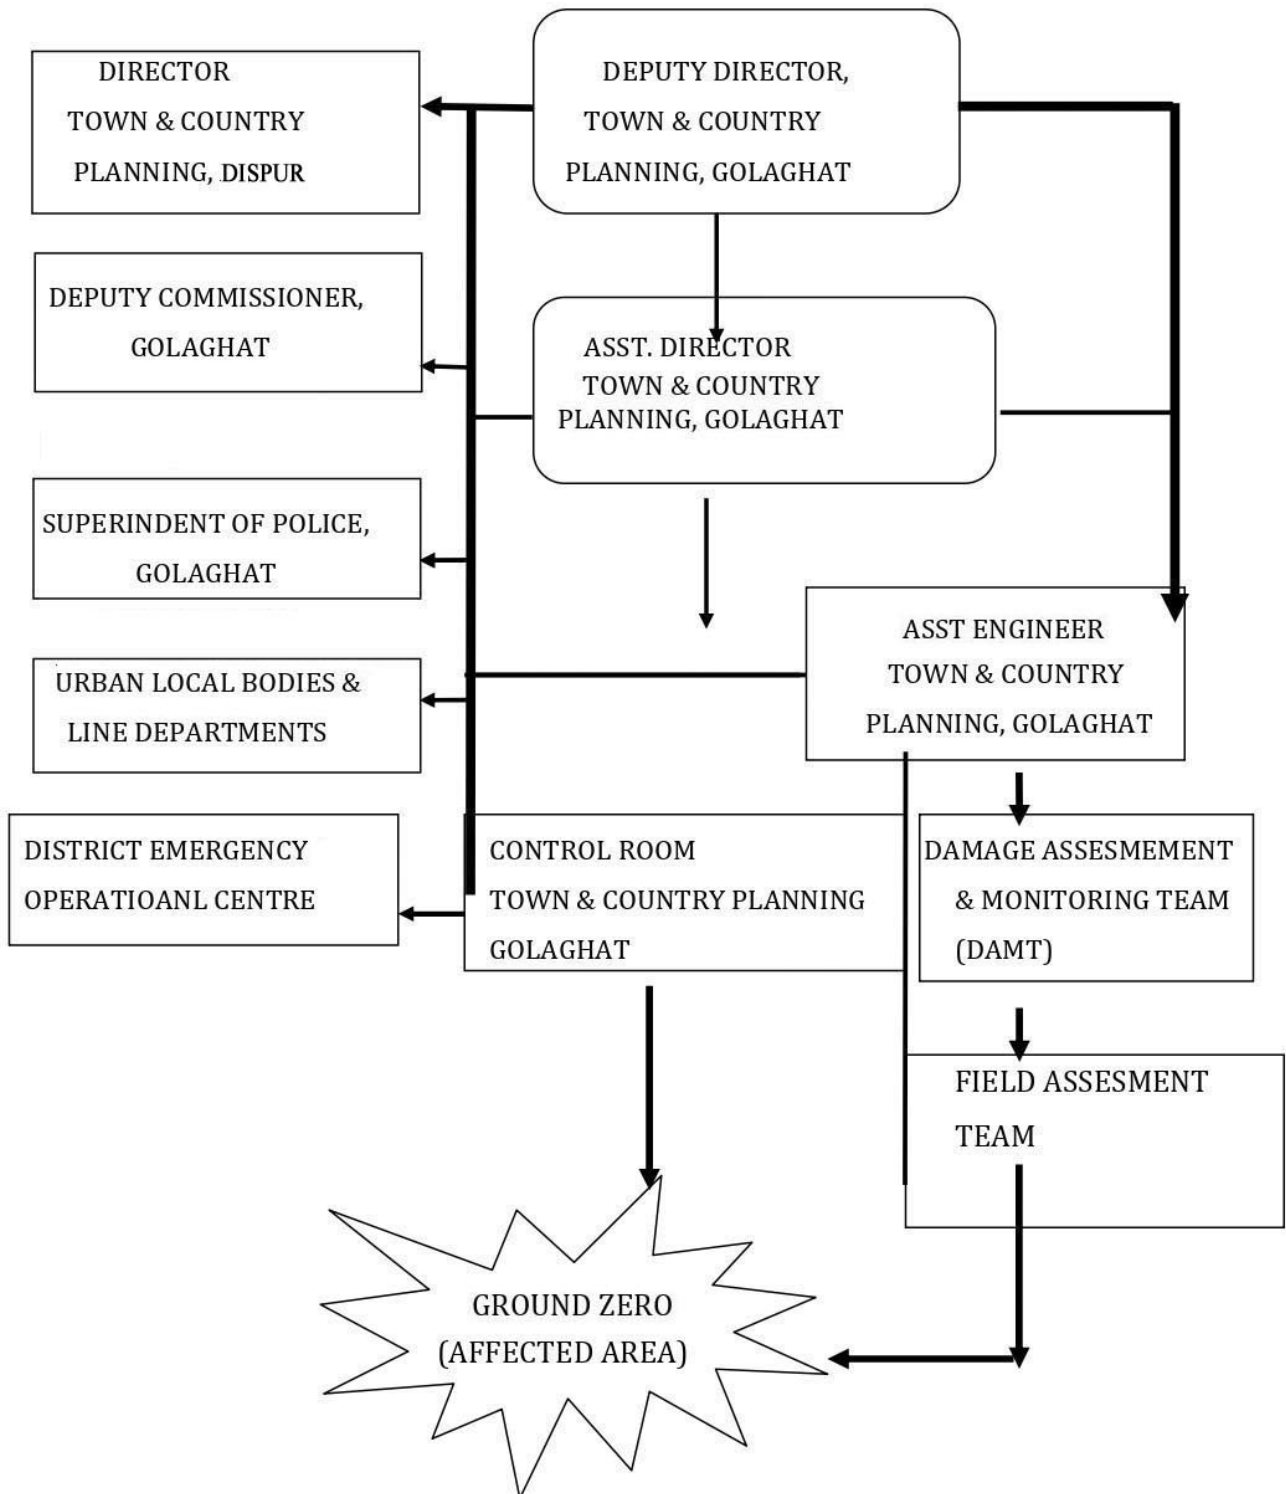 DIRECTOR
TOWN & COUNTRY
PLANNING, DISPUR
DEPUTY DIRECTOR,
TOWN & COUNTRY
PLANNING, GOLAGHAT
DEPUTY COMMISSIONER,
GOLAGHAT
ASST. DIRECTOR
TOWN & COUNTRY
PLANNING, GOLAGHAT
SUPERINDENT OF POLICE,
GOLAGHAT
ASST ENGINEER
TOWN & COUNTRY
PLANNING, GOLAGHAT
URBAN LOCAL BODIES &
LINE DEPARTMENTS
DISTRICT EMERGENCY
OPERATIOANL CENTRE
CONTROL ROOM
TOWN & COUNTRY PLANNING
GOLAGHAT
DAMAGE ASSESMEMENT
& MONITORING TEAM
(DAMT)
FIELD ASSESMENT
TEAM
GROUND ZERO
(AFFECTED AREA)